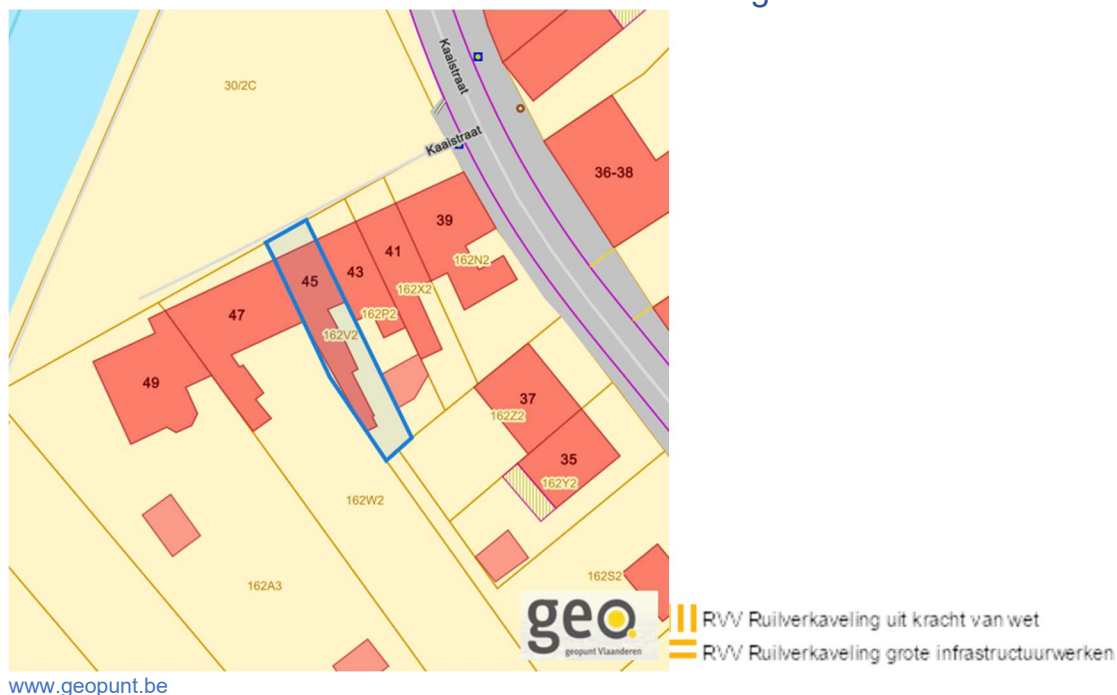 Kaaistraat
30/2C
Kaaistraat
36-38
39
41
162N2
43
45
162X2
47
162P2
162V2
49
37
162Z2
35
162Y2
162W2
162S2
162A3
geo
geopunt Vlaanderen
RVV Ruilverkaveling uit kracht van wet
RVV Ruilverkaveling grote infrastructuurwerken
www.geopunt.be